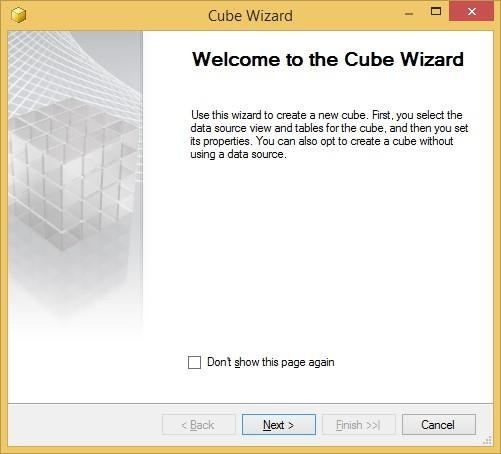 Cube Wizard
Welcome to the Cube Wizard
Use this wizard to create a new cube. First, you select the
data source view and tables for the cube, and then you set
its properties. You can also opt to create a cube without
using a data source.
Don't show this page again
< Back
Next >
Finish >>|
Cancel